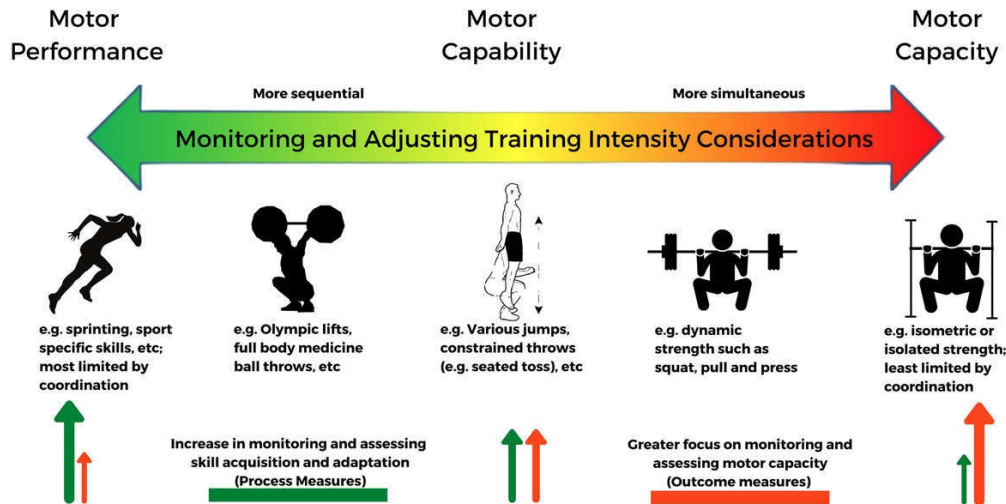 Motor
Performance
Motor
Capability
Motor
Capacity
More sequential
More simultaneous
Monitoring and Adjusting Training Intensity Considerations
e.g. sprinting, sport
specific skills, etc;
most limited by
coordination
e.g. Olympic lifts,
full body medicine
ball throws, etc
e.g. Various jumps,
constrained throws
(e.g. seated toss), etc
e.g. dynamic
strength such as
squat, pull and press
e.g. isometric or
isolated strength;
least limited by
coordination
Increase in monitoring and assessing
skill acquisition and adaptation
(Process Measures)
Greater focus on monitoring and
assessing motor capacity
(Outcome measures)